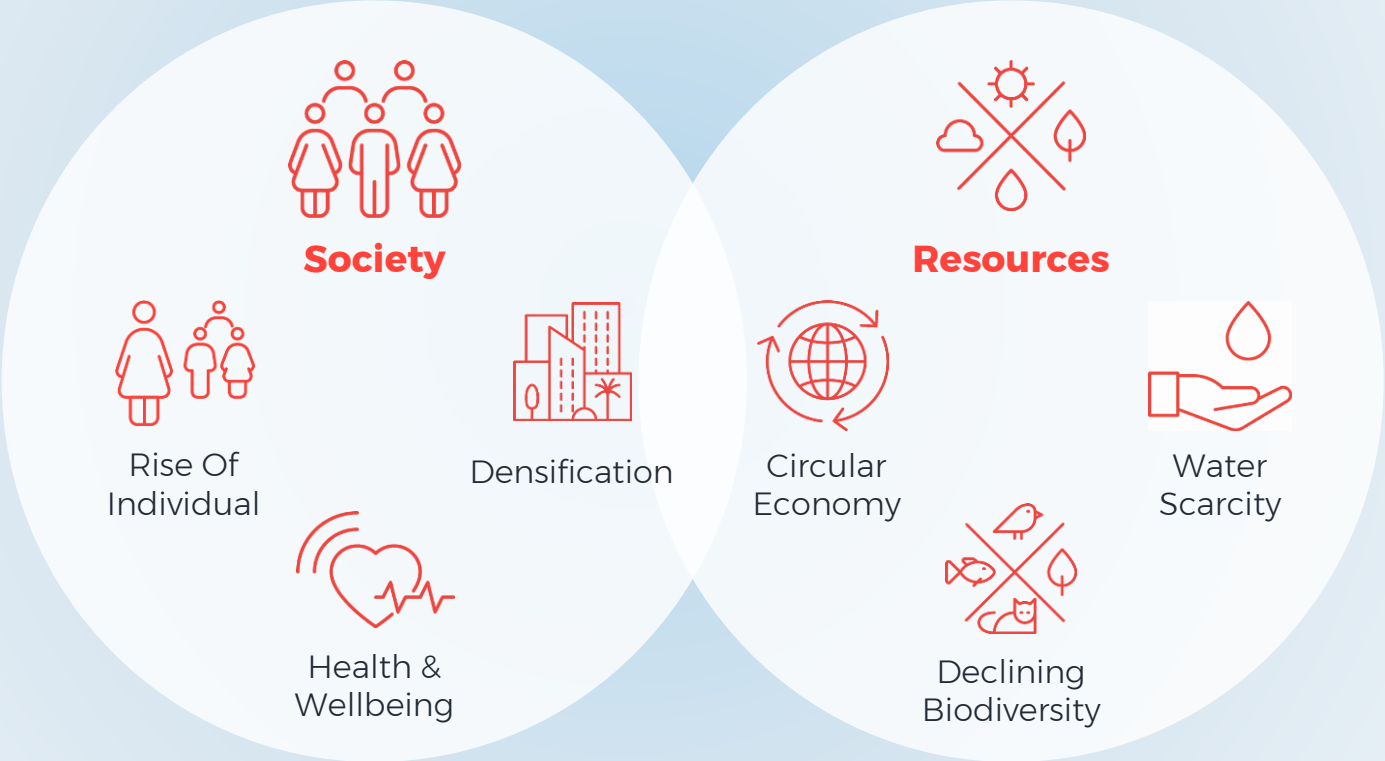 Society
Rise Of
Individual
Densification
Health &
Wellbeing
Resources
Circular
Economy
Water
Scarcity
Declining
Biodiversity